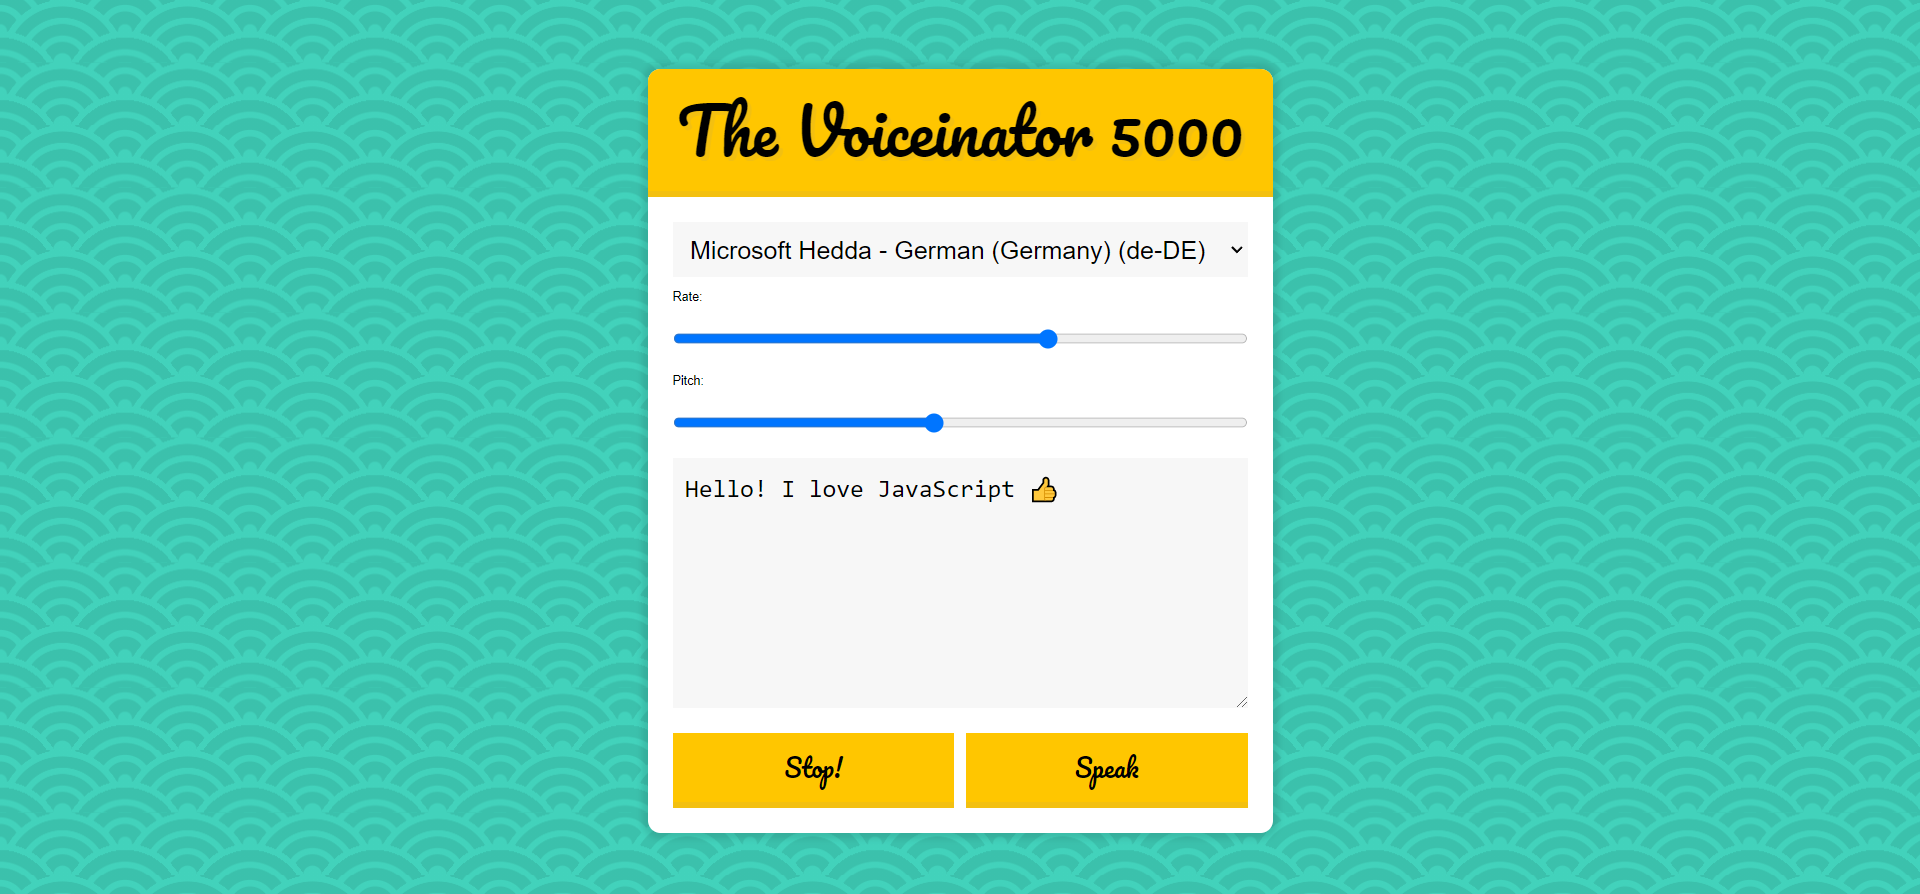 The Voiceinator 5000
Microsoft Hedda - German (Germany) (de-DE)
Rate:
Pitch:
Hello! I love JavaScript 👍
Stop!
Speak